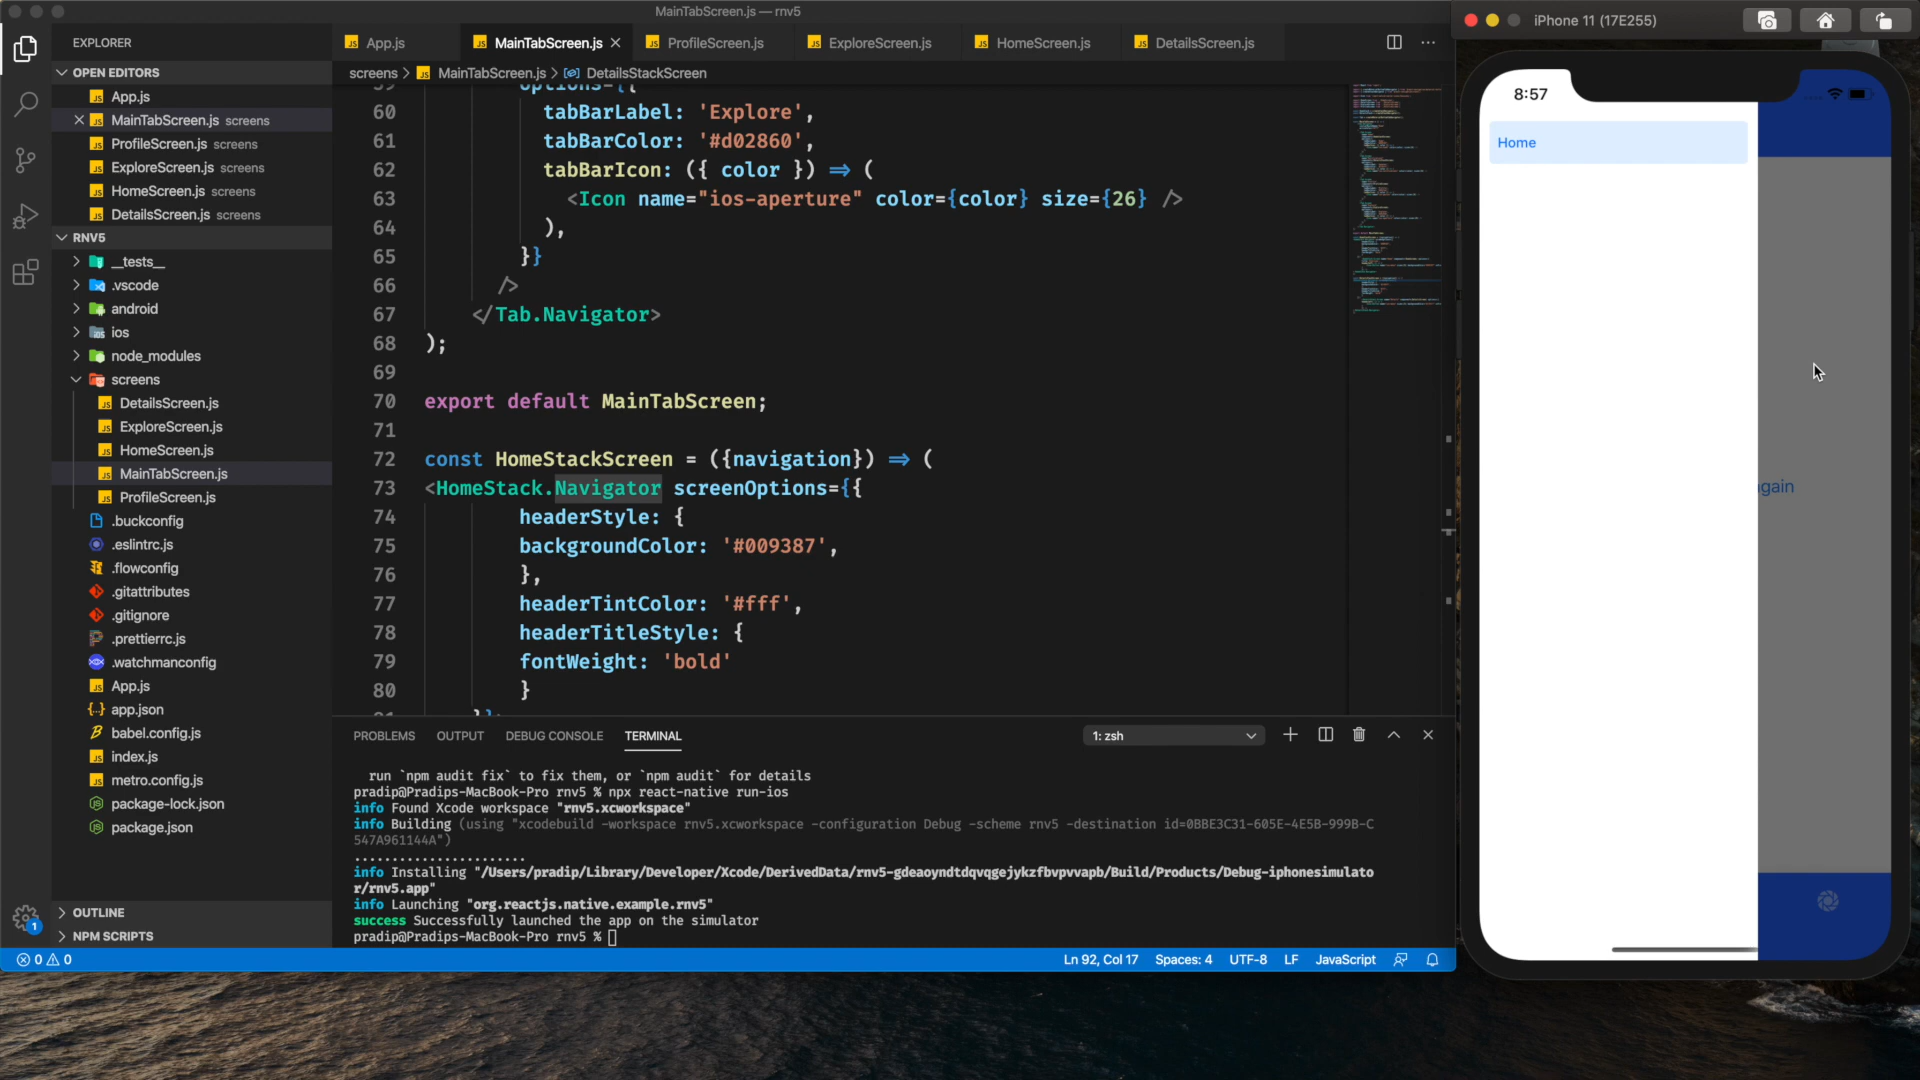 MainTabScreen.js — rnv5
EXPLORER
OPEN EDITORS
App.js
MainTabScreen.js screens
ProfileScreen.js screens
ExploreScreen.js screens
HomeScreen.js screens
DetailsScreen.js screens
RNV5
__tests__
.vscode
android
ios
node_modules
screens
DetailsScreen.js
ExploreScreen.js
HomeScreen.js
MainTabScreen.js
ProfileScreen.js
.buckconfig
.eslintrc.js
.flowconfig
.gitattributes
.gitignore
.prettierrc.js
.watchmanconfig
App.js
app.json
babel.config.js
index.js
metro.config.js
package-lock.json
package.json
OUTLINE
NPM SCRIPTS
App.js MainTabScreen.js ProfileScreen.js ExploreScreen.js HomeScreen.js DetailsScreen.js
screens > MainTabScreen.js > DetailsStackScreen
59 options={{
60 tabBarLabel: 'Explore',
61 tabBarColor: '#d02860',
62 tabBarIcon: ({ color }) => (
63 <Icon name="ios-aperture" color={color} size={26} />
64 ),
65 }}
66 />
67 </Tab.Navigator>
68 );
69
70 export default MainTabScreen;
71
72 const HomeStackScreen = ({navigation}) => (
73 <HomeStack.Navigator screenOptions={{
74 headerStyle: {
75 backgroundColor: '#009387',
76 },
77 headerTintColor: '#fff',
78 headerTitleStyle: {
79 fontWeight: 'bold'
80 }
PROBLEMS OUTPUT DEBUG CONSOLE TERMINAL 1: zsh
run `npm audit fix` to fix them, or `npm audit` for details
pradip@Pradips-MacBook-Pro rnv5 % npx react-native run-ios
info Found Xcode workspace "rnv5.xcworkspace"
info Building (using "xcodebuild -workspace rnv5.xcworkspace -configuration Debug -scheme rnv5 -destination id=0BBE3C31-605E-4E5B-999B-C
547A961144A")
.......................
info Installing "/Users/pradip/Library/Developer/Xcode/DerivedData/rnv5-gdeaoyndtdqvqgejykzfbvpvvapb/Build/Products/Debug-iphonesimulato
r/rnv5.app"
info Launching "org.reactjs.native.example.rnv5"
success Successfully launched the app on the simulator
pradip@Pradips-MacBook-Pro rnv5 %
1
0 0
Ln 92, Col 17 Spaces: 4 UTF-8 LF JavaScript
iPhone 11 (17E255)
8:57
Home
gain